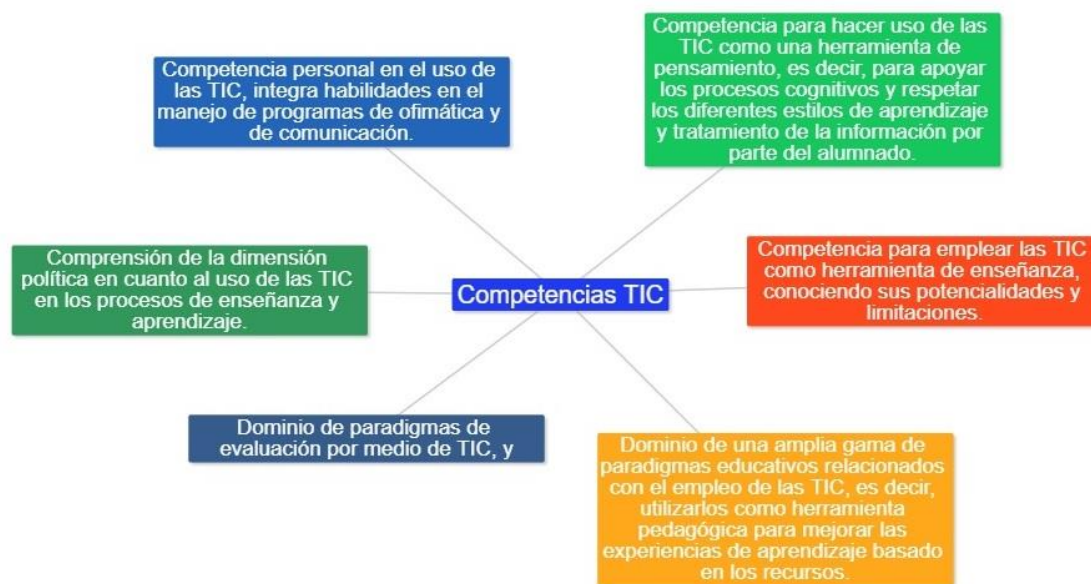 Competencia personal en el uso de
las TIC, integra habilidades en el
manejo de programas de ofimática y
de comunicación.
Competencia para hacer uso de las
TIC como una herramienta de
pensamiento, es decir, para apoyar
los procesos cognitivos y respetar
los diferentes estilos de aprendizaje
y tratamiento de la información por
parte del alumnado.
Comprensión de la dimensión
política en cuanto al uso de las TIC
en los procesos de enseñanza y
aprendizaje.
Competencias TIC
Competencia para emplear las TIC
como herramienta de enseñanza,
conociendo sus potencialidades y
limitaciones.
Dominio de paradigmas de
evaluación por medio de TIC, y
Dominio de una amplia gama de
paradigmas educativos relacionados
con el empleo de las TIC, es decir,
utilizarlos como herramienta
pedagógica para mejorar las
experiencias de aprendizaje basado
en los recursos.